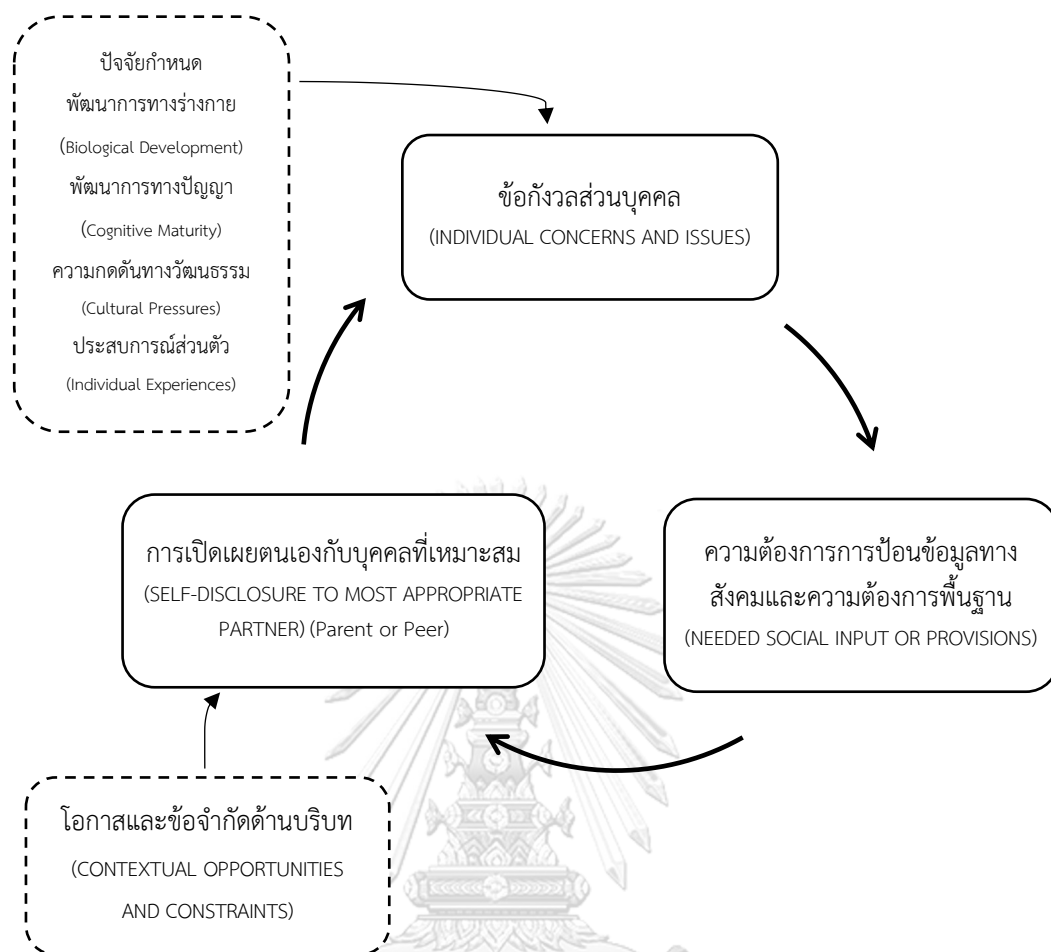 ปัจจัยกำหนด
พัฒนาการทางร่างกาย
(Biological Development)
พัฒนาการทางปัญญา
(Cognitive Maturity)
ความกดดันทางวัฒนธรรม
(Cultural Pressures)
ประสบการณ์ส่วนตัว
(Individual Experiences)
ข้อกังวลส่วนบุคคล
(INDIVIDUAL CONCERNS AND ISSUES)
การเปิดเผยตนเองกับบุคคลที่เหมาะสม
(SELF-DISCLOSURE TO MOST APPROPRIATE
PARTNER) (Parent or Peer)
ความต้องการการป้อนข้อมูลทาง
สังคมและความต้องการพื้นฐาน
(NEEDED SOCIAL INPUT OR PROVISIONS)
โอกาสและข้อจำกัดด้านบริบท
(CONTEXTUAL OPPORTUNITIES
AND CONSTRAINTS)